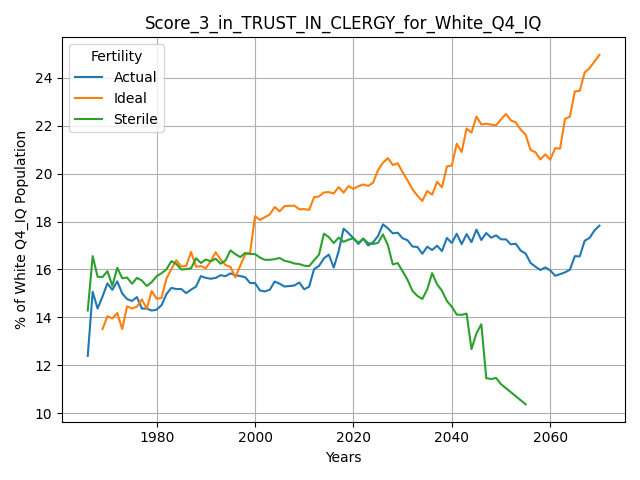 Score_3_in_TRUST_IN_CLERGY_for_White_Q4_IQ
Fertility
Actual
Ideal
Sterile
% of White Q4_IQ Population
24
22
20
18
16
14
12
10
1980 2000 2020 2040 2060
Years